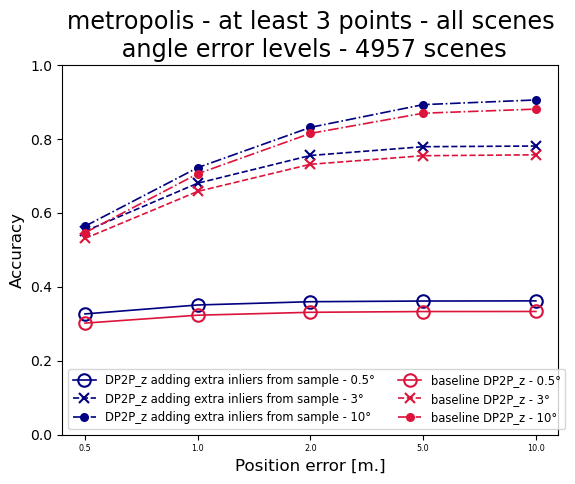 metropolis - at least 3 points - all scenes
angle error levels - 4957 scenes
1.0
0.8
0.6
0.4
0.2
0.0
Accuracy
DP2P_z adding extra inliers from sample - 0.5°
DP2P_z adding extra inliers from sample - 3°
DP2P_z adding extra inliers from sample - 10°
baseline DP2P_z - 0.5°
baseline DP2P_z - 3°
baseline DP2P_z - 10°
0.5 1.0 2.0 5.0 10.0
Position error [m.]